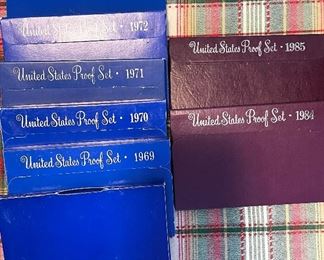 United States Proof Set · 1972
United States Proof Set · 1971
United States Proof Set · 1970
United States Proof Set · 1969
United States Proof Set · 1985
United States Proof Set · 1984